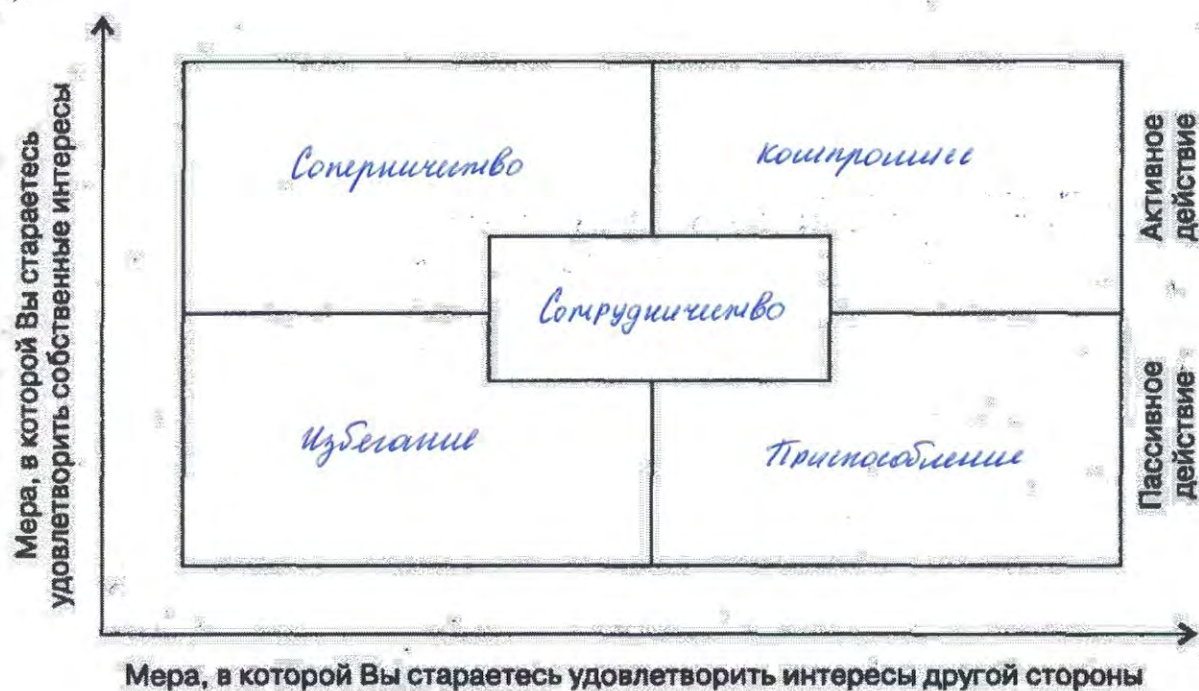 Мера, в которой Вы стараетесь
удовлетворить собственные интересы
Соперничество
компромисс
Активное
действие
Сотрудничество
Избегание
Приспособление
Пассивное
действие
Мера, в которой Вы стараетесь удовлетворить интересы другой стороны